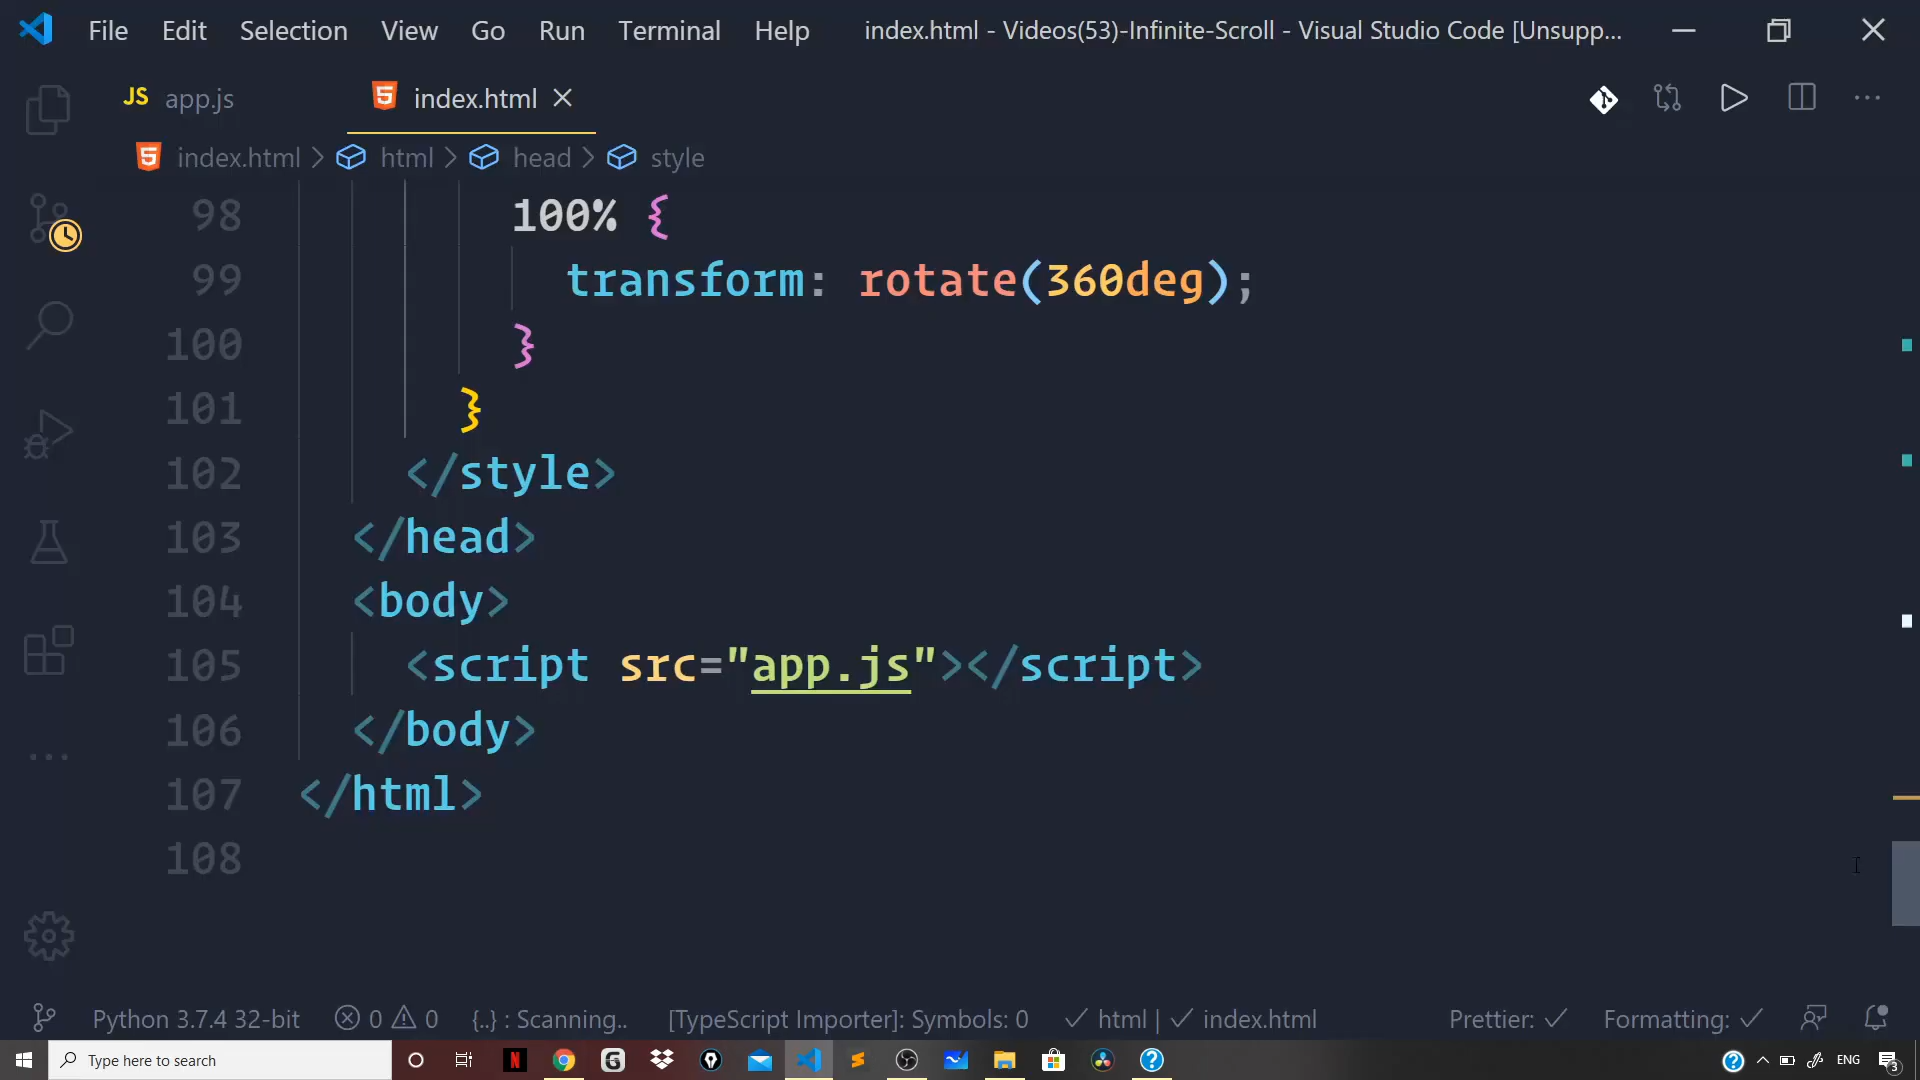 File Edit Selection View Go Run Terminal Help index.html - Videos(53)-Infinite-Scroll - Visual Studio Code [Unsupp...
JS app.js index.html
index.html > html > head > style
98 100% {
99 transform: rotate(360deg);
100 }
101 }
102 </style>
103 </head>
104 <body>
105 <script src="app.js"></script>
106 </body>
107 </html>
108
Python 3.7.4 32-bit 0 0 {..} : Scanning.. [TypeScript Importer]: Symbols: 0 html | index.html Prettier: Formatting:
Type here to search ENG 3